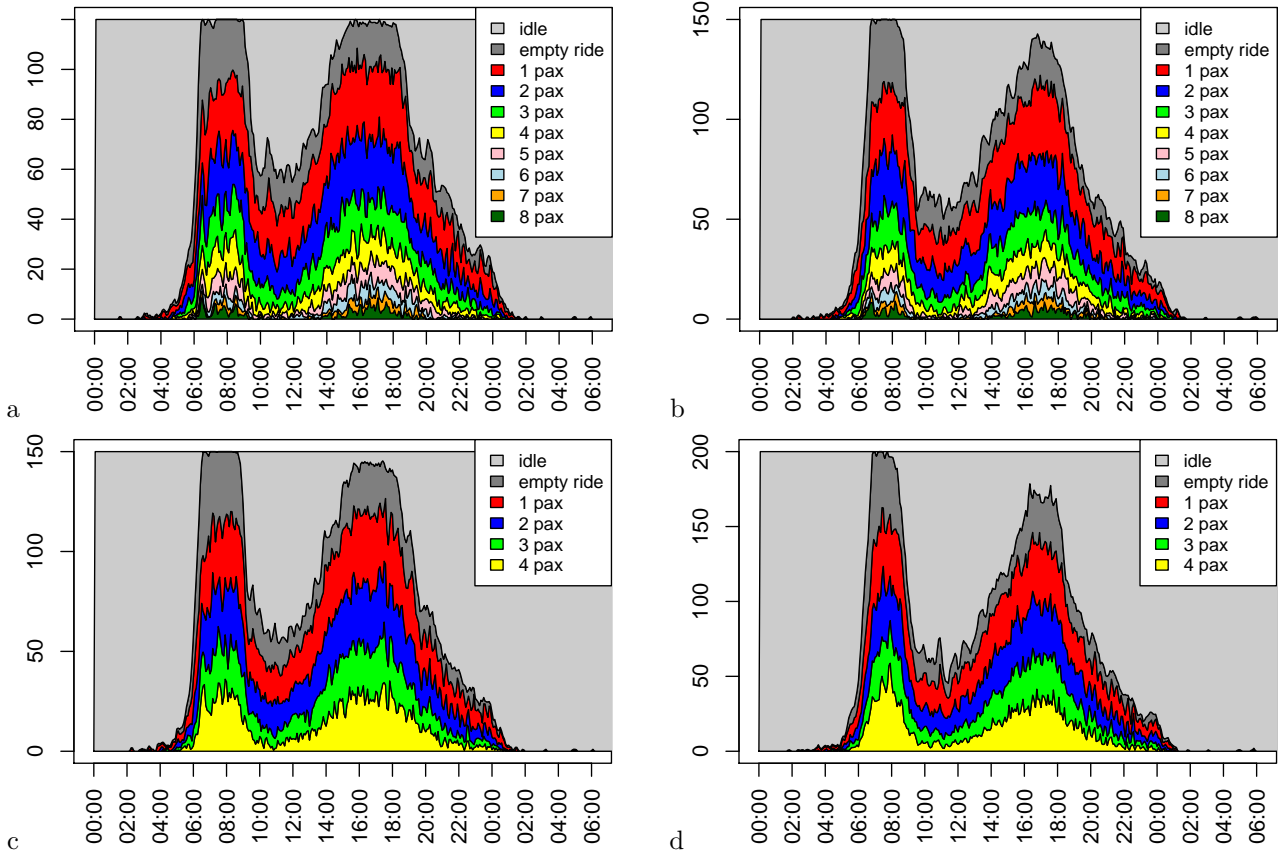 0
20
40
60
80
100
00:00
02:00
04:00
06:00
08:00
10:00
12:00
14:00
16:00
18:00
20:00
22:00
00:00
02:00
04:00
06:00
idle
empty ride
1 pax
2 pax
3 pax
4 pax
5 pax
6 pax
7 pax
8 pax
a
0
50
100
150
00:00
02:00
04:00
06:00
08:00
10:00
12:00
14:00
16:00
18:00
20:00
22:00
00:00
02:00
04:00
06:00
idle
empty ride
1 pax
2 pax
3 pax
4 pax
5 pax
6 pax
7 pax
8 pax
b
0
50
100
150
00:00
02:00
04:00
06:00
08:00
10:00
12:00
14:00
16:00
18:00
20:00
22:00
00:00
02:00
04:00
06:00
idle
empty ride
1 pax
2 pax
3 pax
4 pax
c
0
50
100
150
200
00:00
02:00
04:00
06:00
08:00
10:00
12:00
14:00
16:00
18:00
20:00
22:00
00:00
02:00
04:00
06:00
idle
empty ride
1 pax
2 pax
3 pax
4 pax
d